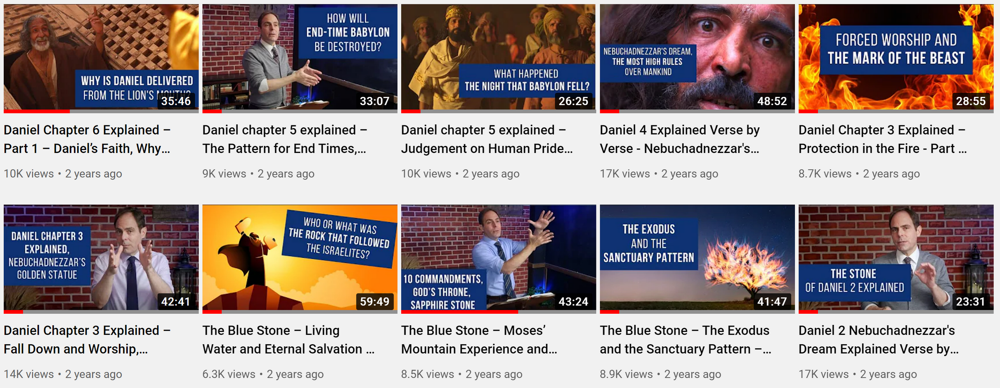 WHY IS DANIEL DELIVERED
FROM THE LION'S MOUTH?
35:46
Daniel Chapter 6 Explained –
Part 1 – Daniel’s Faith, Why...
10K views • 2 years ago
HOW WILL
END-TIME BABYLON
BE DESTROYED?
33:07
Daniel chapter 5 explained –
The Pattern for End Times,...
9K views • 2 years ago
WHAT HAPPENED
THE NIGHT THAT BABYLON FELL?
26:25
Daniel chapter 5 explained –
Judgement on Human Pride...
10K views • 2 years ago
NEBUCHADNEZZAR'S DREAM,
THE MOST HIGH RULES
OVER MANKIND
48:52
Daniel 4 Explained Verse by
Verse - Nebuchadnezzar's...
17K views • 2 years ago
FORCED WORSHIP AND
THE MARK OF THE BEAST
28:55
Daniel Chapter 3 Explained –
Protection in the Fire - Part ...
8.7K views • 2 years ago
DANIEL CHAPTER 3
EXPLAINED,
NEBUCHADNEZZAR'S
GOLDEN STATUE
42:41
Daniel Chapter 3 Explained –
Fall Down and Worship,...
14K views • 2 years ago
WHO OR WHAT WAS
THE ROCK THAT FOLLOWED
THE ISRAELITES?
59:49
The Blue Stone – Living
Water and Eternal Salvation ...
6.3K views • 2 years ago
10 COMMANDMENTS,
GOD'S THRONE,
SAPPHIRE STONE
43:24
The Blue Stone – Moses’
Mountain Experience and...
8.5K views • 2 years ago
THE EXODUS
AND THE
SANCTUARY PATTERN
41:47
The Blue Stone – The Exodus
and the Sanctuary Pattern –...
8.9K views • 2 years ago
THE STONE
OF DANIEL 2 EXPLAINED
23:31
Daniel 2 Nebuchadnezzar's
Dream Explained Verse by...
17K views • 2 years ago